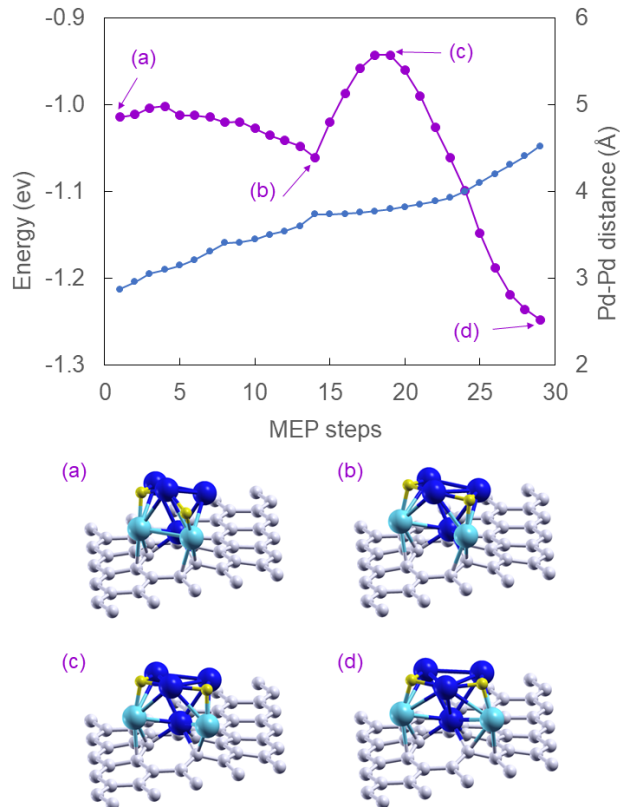 -0.9
-1.0
-1.1
-1.2
-1.3
Energy (ev)
(a)
(b)
(c)
(d)
6
5
4
3
2
Pd-Pd distance (Å)
0 5 10 15 20 25 30
MEP steps
(a) (b)
(c) (d)